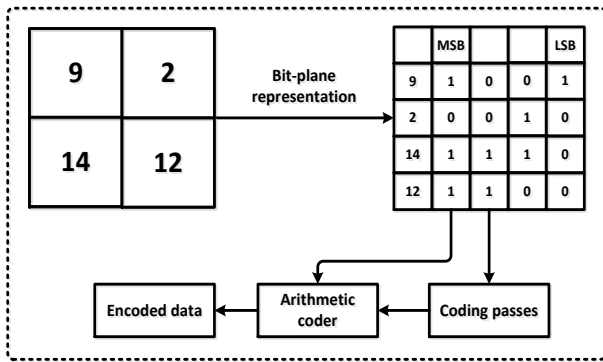 9 2
14 12
Bit-plane
representation
MSB LSB
9 1 0 0 1
2 0 0 1 0
14 1 1 1 0
12 1 1 0 0
Encoded data
Arithmetic
coder
Coding passes